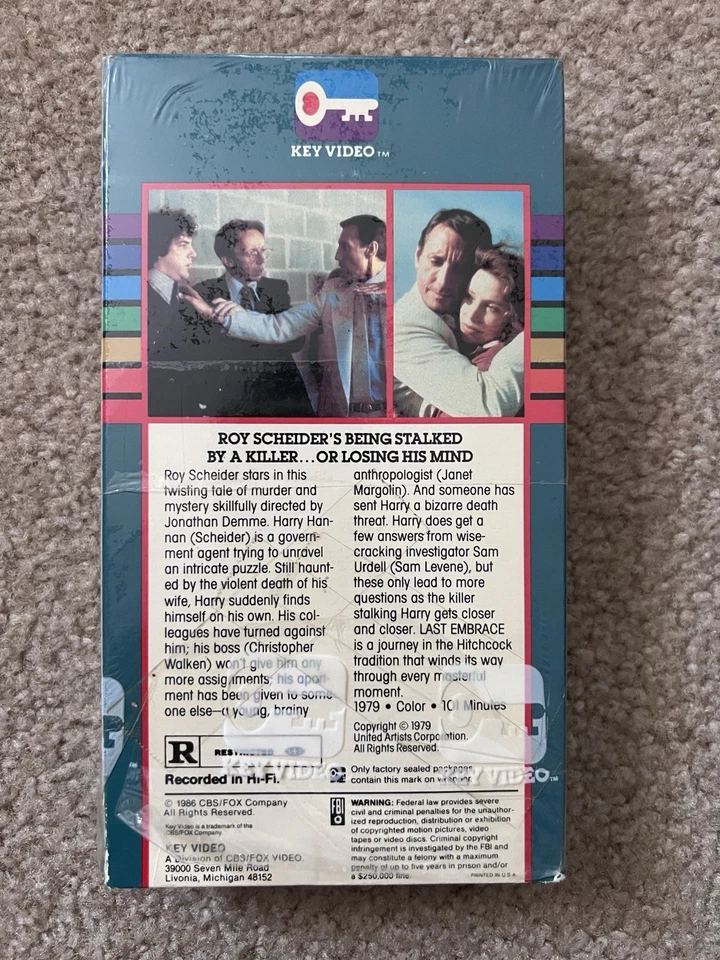 KEY VIDEO™
ROY SCHEIDER'S BEING STALKED
BY A KILLER...OR LOSING HIS MIND
Roy Scheider stars in this
twisting tale of murder and
mystery skillfully directed by
Jonathan Demme. Harry Han-
nan (Scheider) is a govern-
ment agent trying to unravel
an intricate puzzle. Still haunt-
ed by the violent death of his
wife, Harry suddenly finds
himself on his own. His col-
leagues have turned against
him; his boss (Christopher
Walken) won't give him any
more assignments; his apart-
ment has been given to some-
one else—a young, brainy
anthropologist (Janet
Margolin). And someone has
sent Harry a bizarre death
threat. Harry does get a
few answers from wise-
cracking investigator Sam
Urdell (Sam Levene), but
these only lead to more
questions as the killer
stalking Harry gets closer
and closer. LAST EMBRACE
is a journey in the Hitchcock
tradition that winds its way
through every masterful
moment.
1979 • Color • 101 Minutes
Copyright © 1979
United Artists Corporation.
All Rights Reserved.
R RESTRICTED
Recorded in Hi-Fi.
Only factory sealed packages
contain this mark on wrapper.
KEY VIDEO
KEY VIDEO™
© 1986 CBS/FOX Company
All Rights Reserved.
Key Video is a trademark of the
CBS/FOX Company.
KEY VIDEO
A Division of CBS/FOX VIDEO.
39000 Seven Mile Road
Livonia, Michigan 48152
FBI
WARNING: Federal law provides severe
civil and criminal penalties for the unauthor-
ized reproduction, distribution or exhibition
of copyrighted motion pictures, video
tapes or video discs. Criminal copyright
infringement is investigated by the FBI and
may constitute a felony with a maximum
penalty of up to five years in prison and/or
a $250,000 fine.
PRINTED IN U.S.A.